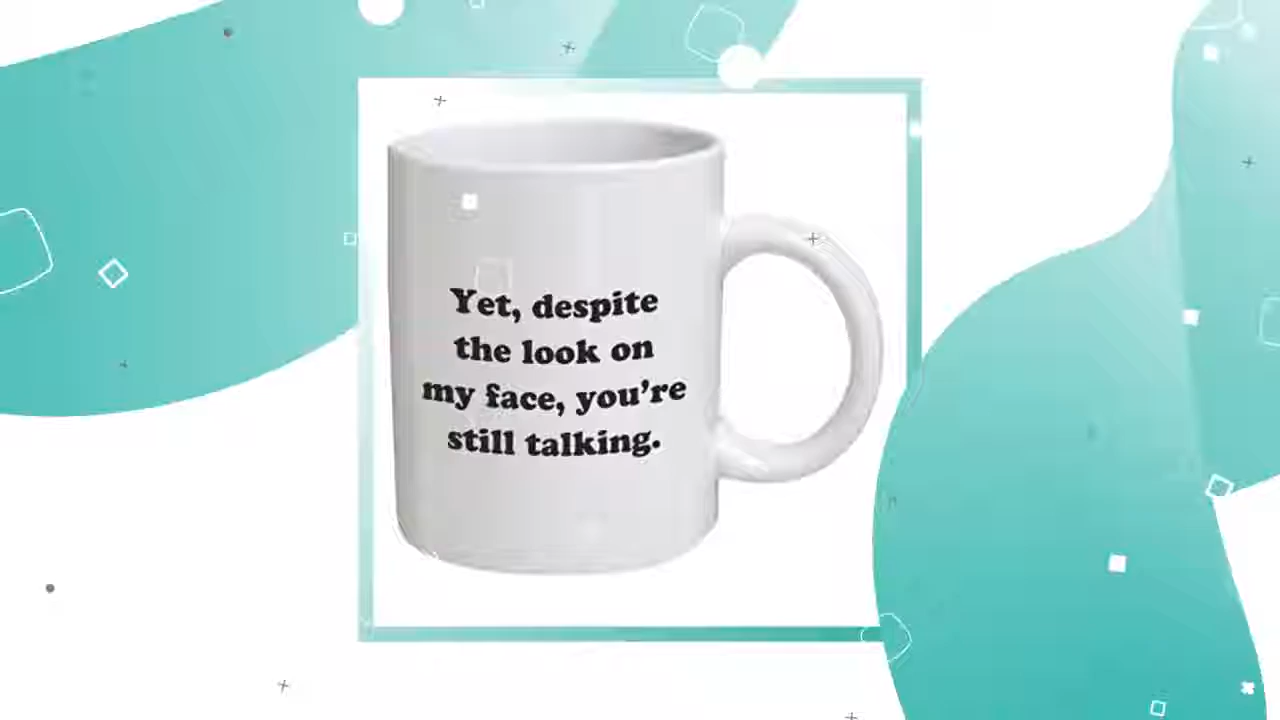 Yet, despite
the look on
my face, you're
still talking.